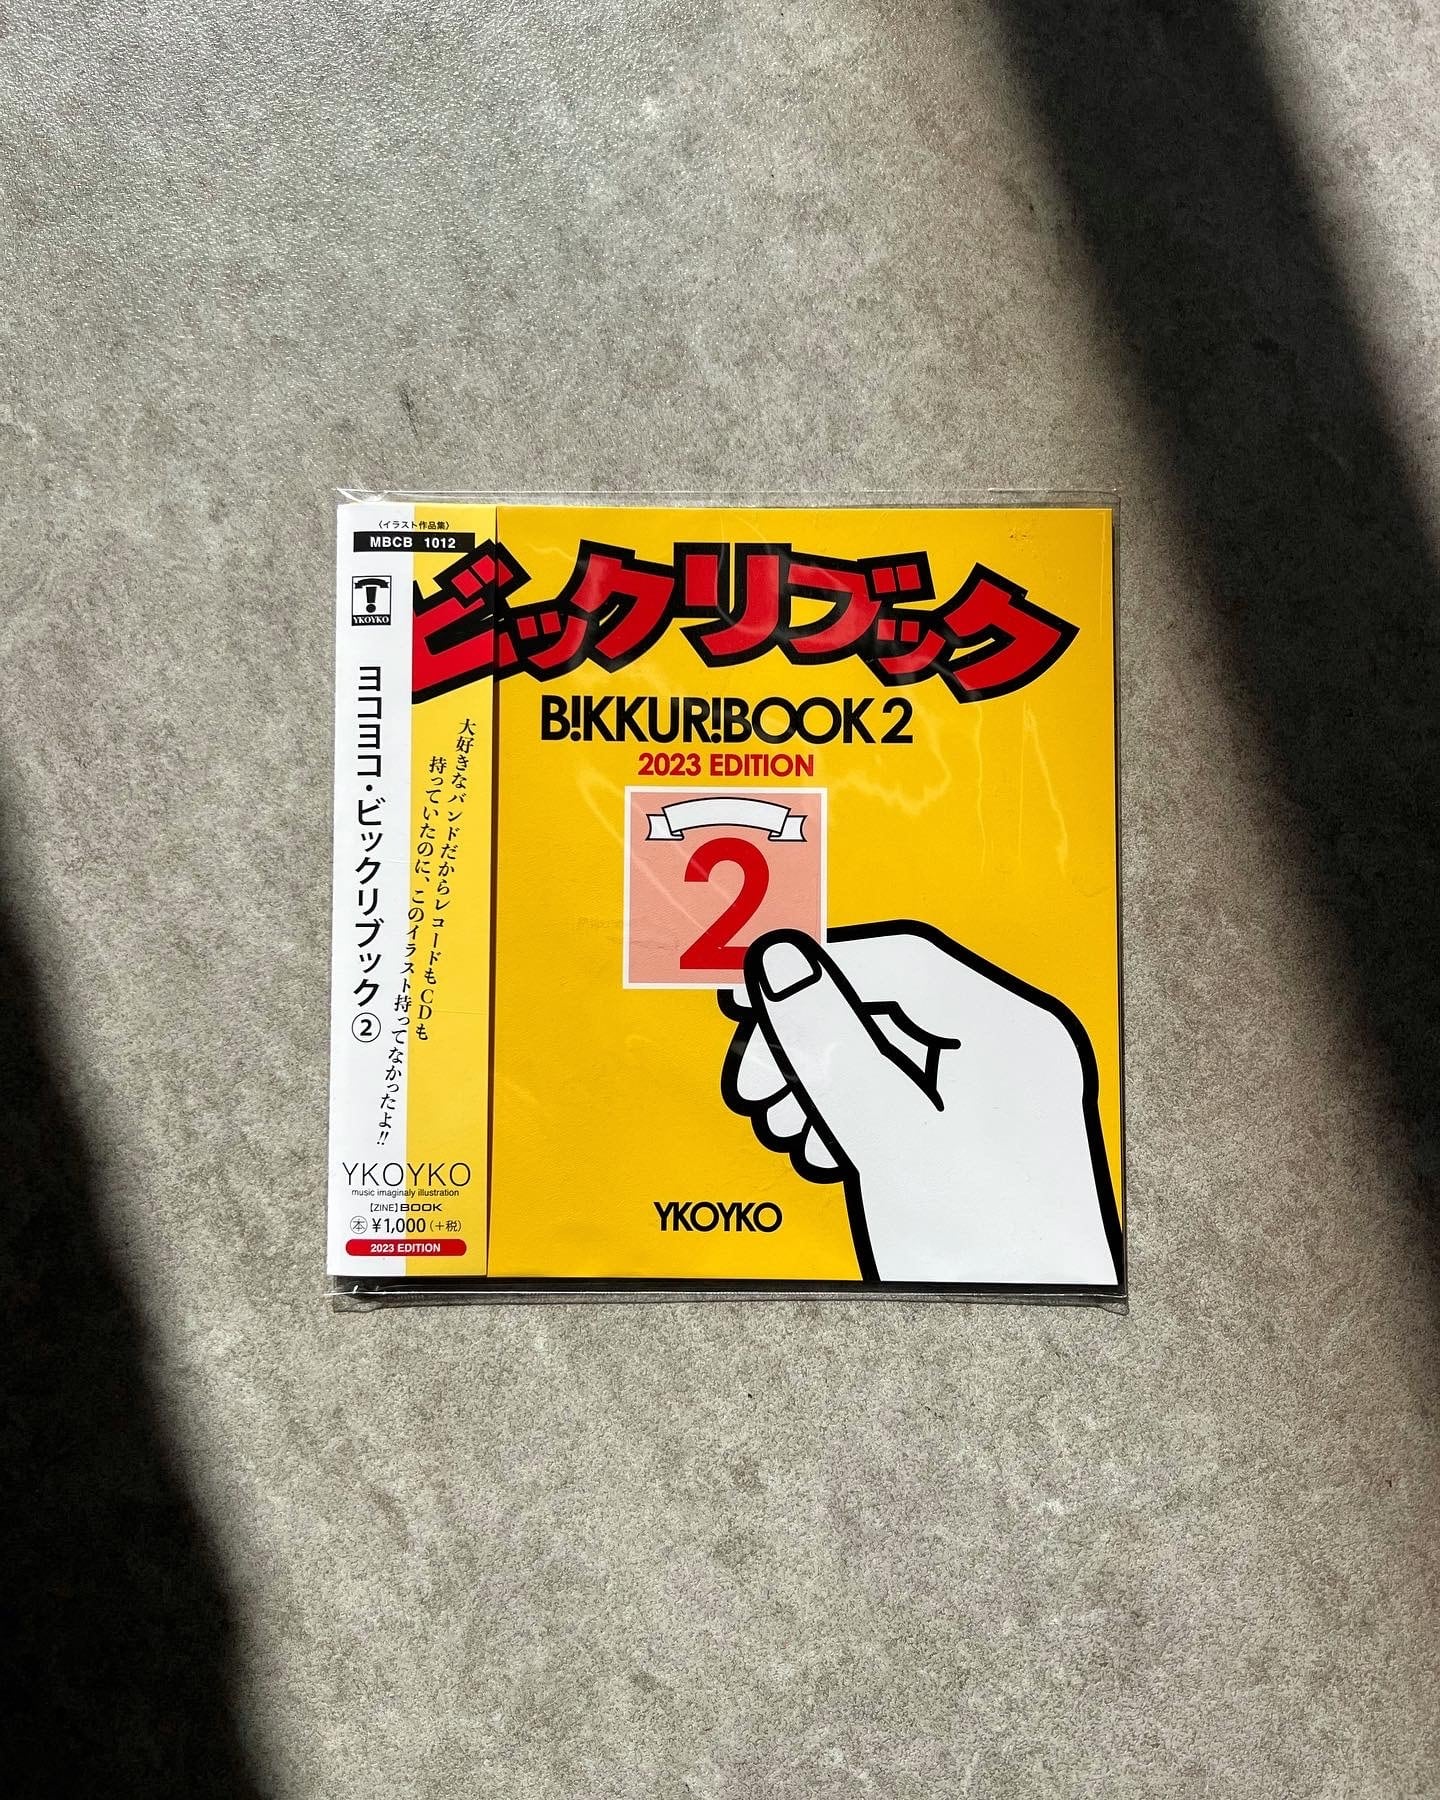 〈イラスト作品集〉
MBCB 1012
!
YKOYKO
ヨコヨコ・ビックリブック②
大好きなバンドだからレコードもCDも
持っていたのに、このイラスト持ってなかったよ!!
YKOYKO
music imaginaly illustration
【ZINE】BOOK
㊍¥1,000(+税)
2023 EDITION
ビックリブック
B!KKUR!BOOK 2
2023 EDITION
2
YKOYKO